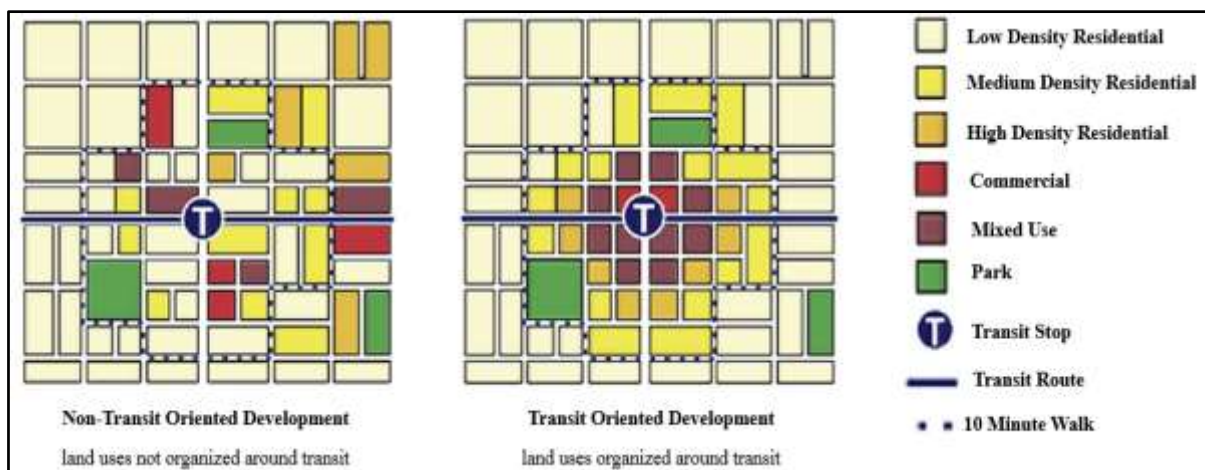 T
Non-Transit Oriented Development
land uses not organized around transit
T
Transit Oriented Development
land uses organized around transit
Low Density Residential
Medium Density Residential
High Density Residential
Commercial
Mixed Use
Park
T
Transit Stop
Transit Route
10 Minute Walk